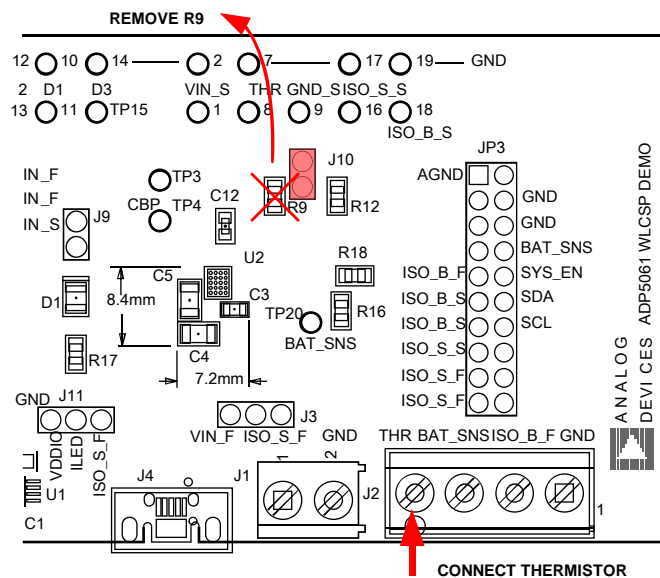 REMOVE R9
12 10 14 2 7 17 19 GND
2 D1 D3 VIN_S THR GND_S ISO_S_S
13 11 TP15 1 8 9 16 18
ISO_B_S
J10 JP3
IN_F TP3 AGND
IN_F GND
CBP TP4 C12 R9 R12
IN_S J9 GND
U2 BAT_SNS
R18
ISO_B_F SYS_EN
C5 C3
D1 8.4mm ISO_B_S SDA
TP20 R16
ISO_B_S SCL
BAT_SNS
R17 C4 ISO_S_S
7.2mm ISO_S_F
GND J11 ISO_S_F
J3
VIN_F ISO_S_F GND THR BAT_SNS ISO_B_F GND
VDDIO
ILED
ISO_S_F
J4 J1 1 2 J2
U1
C1 1
ANALOG
DEVICES
ADP5061 WLCSP DEMO
CONNECT THERMISTOR